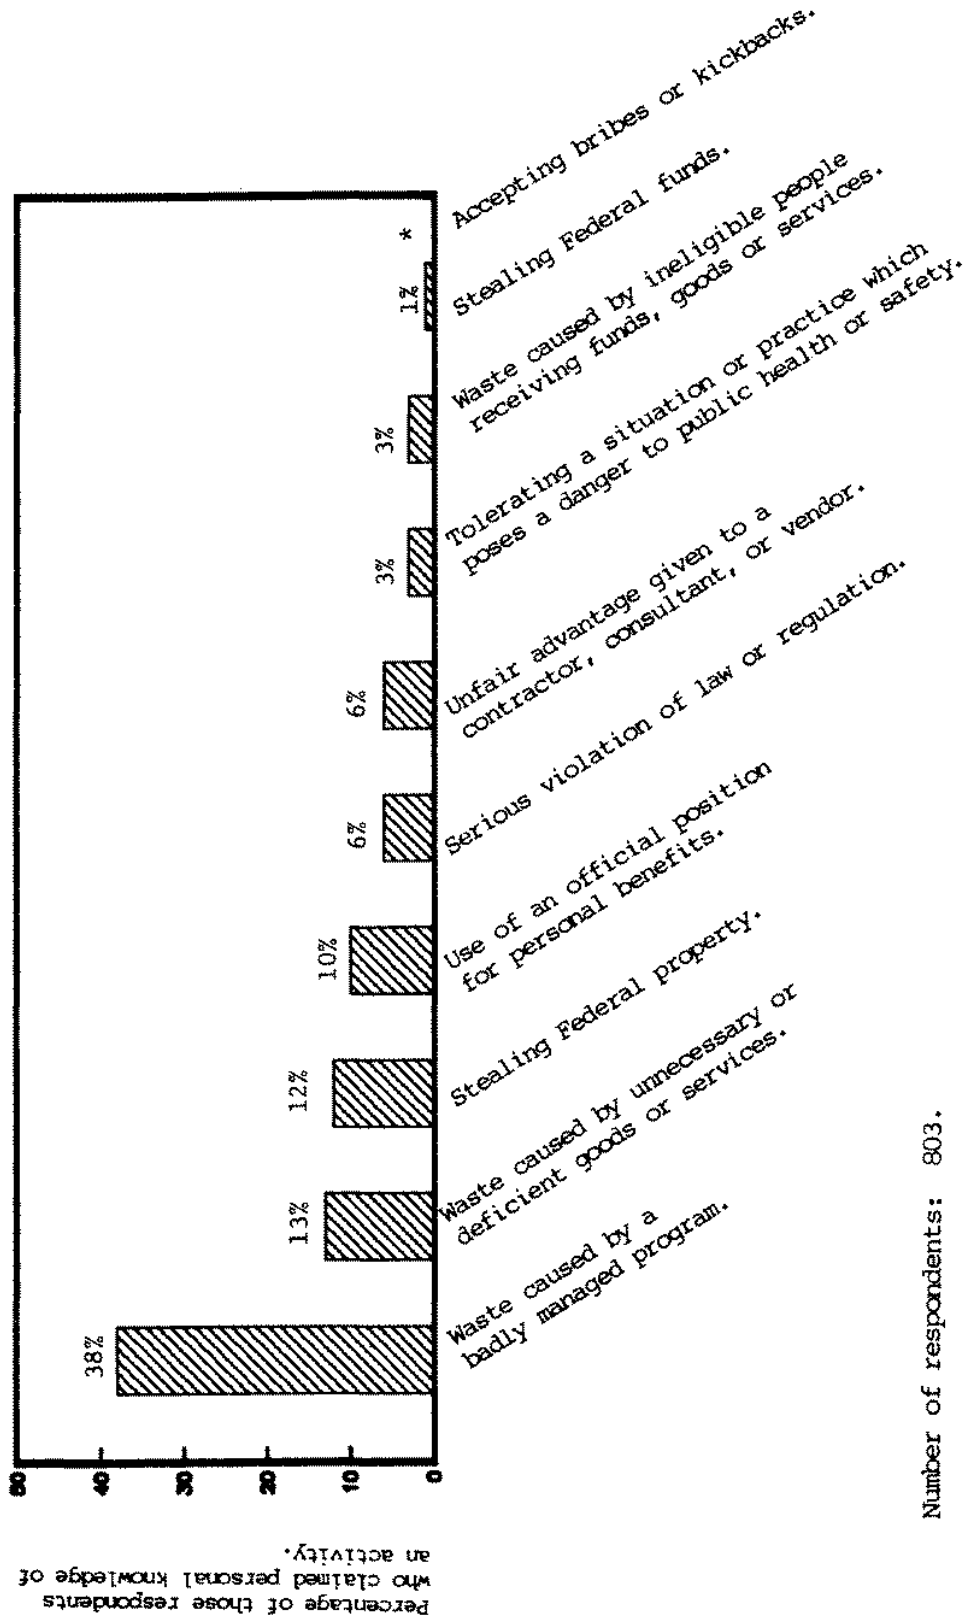 Percentage of those respondents
who claimed personal knowledge of
an activity.
50
40
30
20
10
0
38%
13%
12%
10%
6%
6%
3%
3%
1%
*
Waste caused by a
badly managed program.
Waste caused by unnecessary or
deficient goods or services.
Stealing Federal property.
Use of an official position
for personal benefits.
Serious violation of law or regulation.
Unfair advantage given to a
contractor, consultant, or vendor.
Tolerating a situation or practice which
poses a danger to public health or safety.
Waste caused by ineligible people
receiving funds, goods or services.
Stealing Federal funds.
Accepting bribes or kickbacks.
Number of respondents: 803.